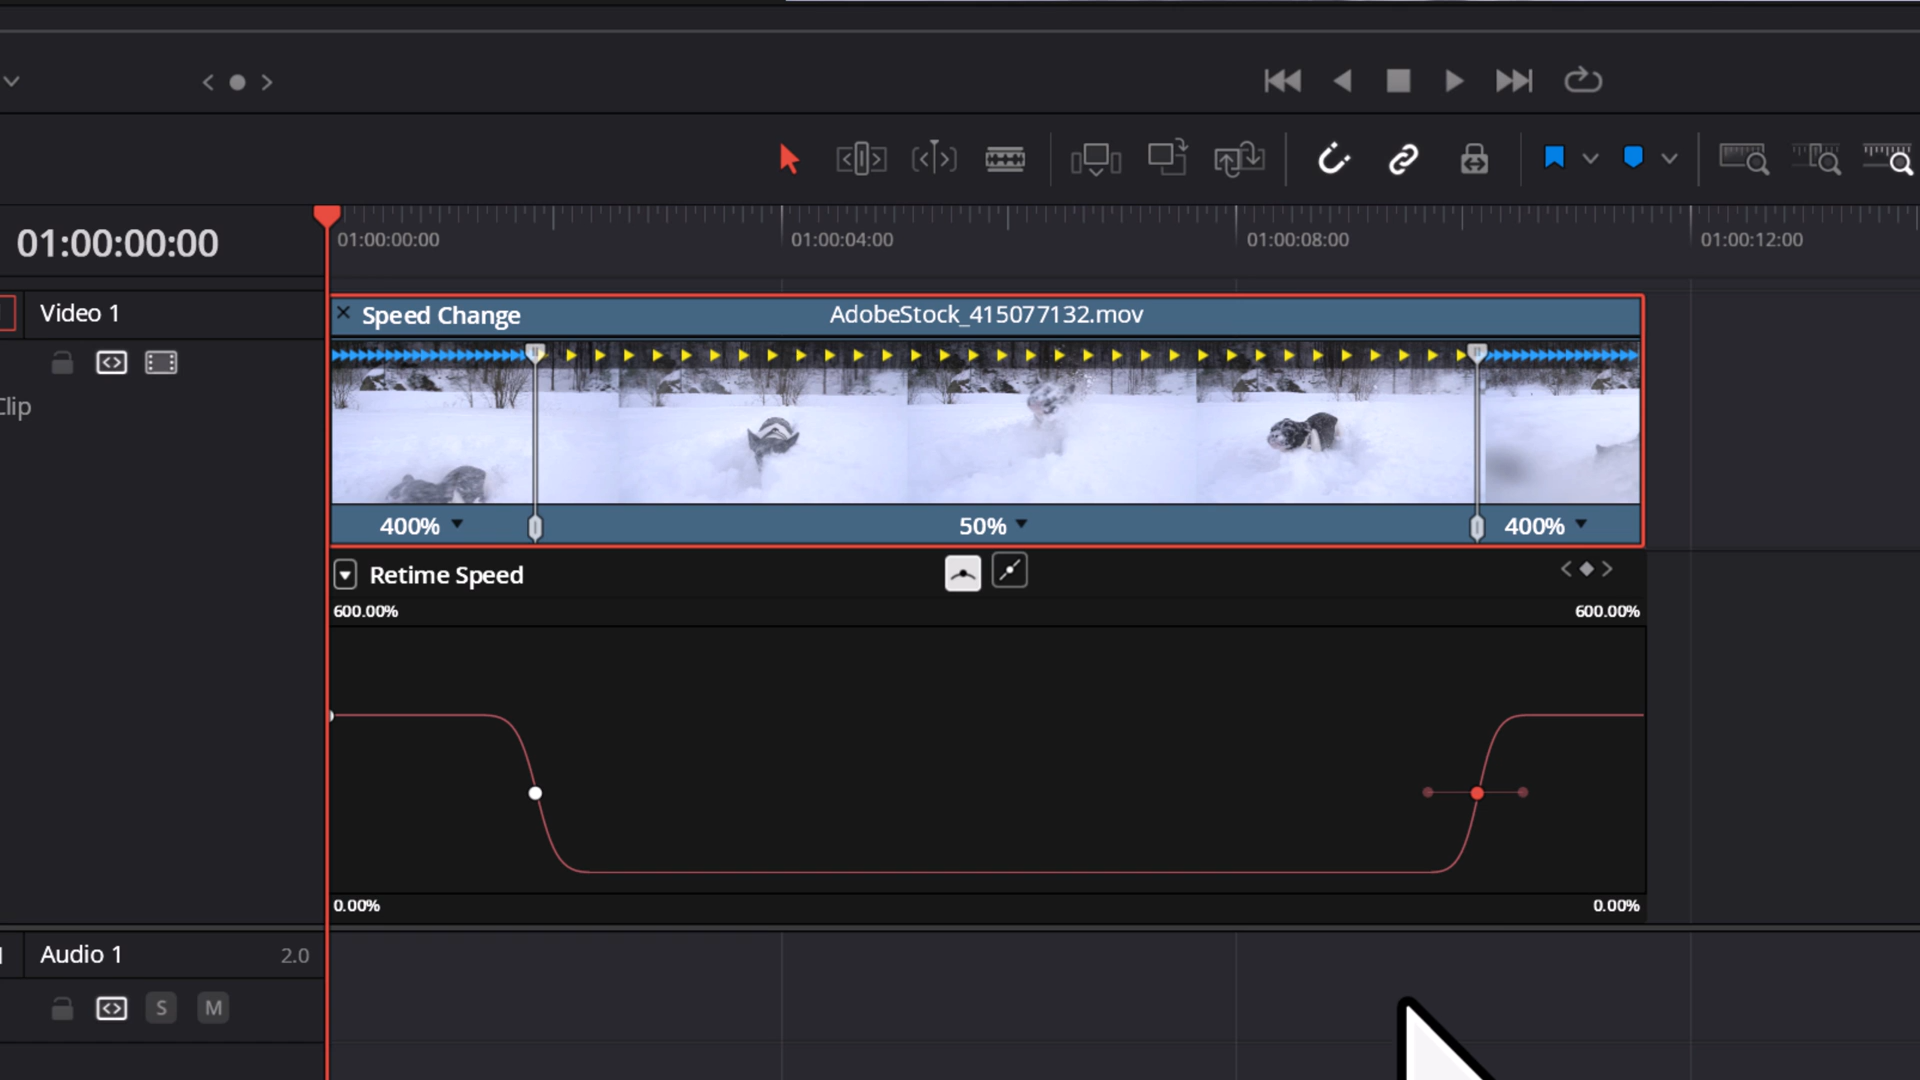 01:00:00:00
01:00:00:00
01:00:04:00
01:00:08:00
01:00:12:00
Video 1
Speed Change
AdobeStock_415077132.mov
Clip
400%
50%
400%
Retime Speed
600.00%
600.00%
0.00%
0.00%
Audio 1
2.0
S
M